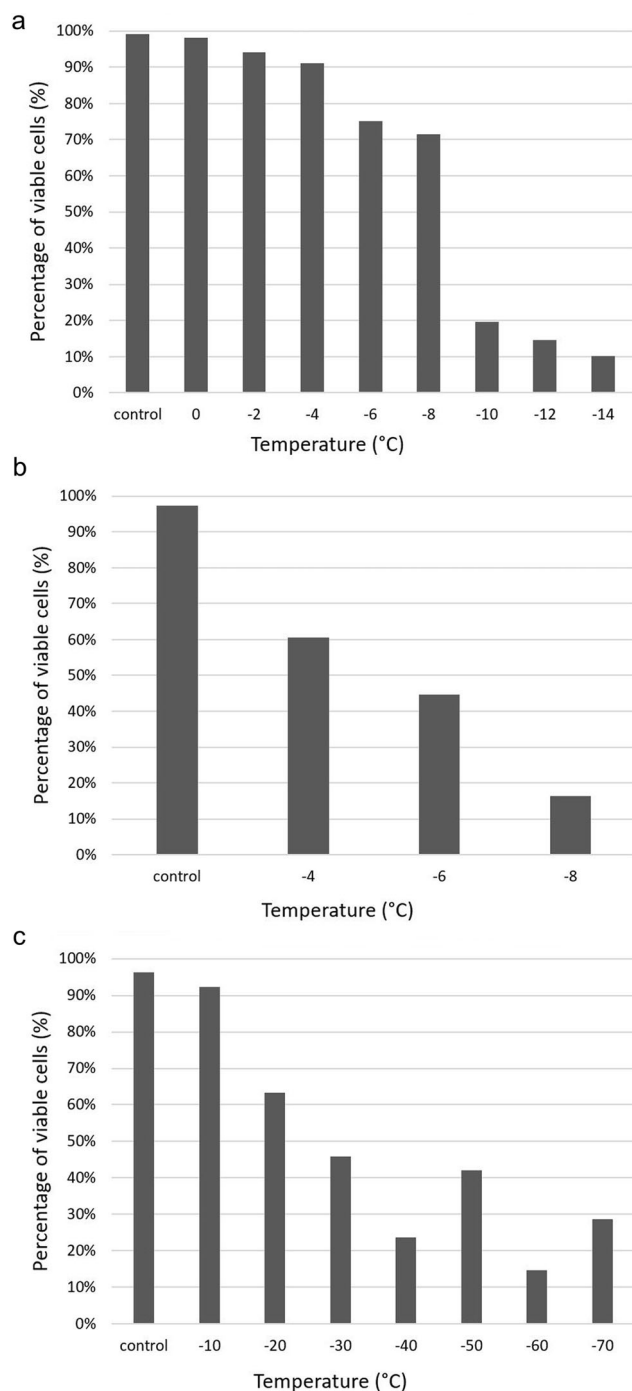 a
Percentage of viable cells (%)
100%
90%
80%
70%
60%
50%
40%
30%
20%
10%
0%
control 0 -2 -4 -6 -8 -10 -12 -14
Temperature (°C)
b
Percentage of viable cells (%)
100%
90%
80%
70%
60%
50%
40%
30%
20%
10%
0%
control -4 -6 -8
Temperature (°C)
c
Percentage of viable cells (%)
100%
90%
80%
70%
60%
50%
40%
30%
20%
10%
0%
control -10 -20 -30 -40 -50 -60 -70
Temperature (°C)